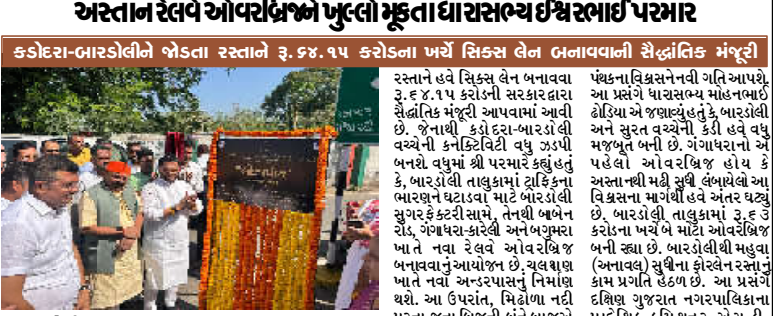 અસ્તાન રેલવે ઓવરબ્રિજને ખુલ્લો મૂકતા ધારાસભ્ય ઈશ્વરભાઈ પરમાર
કડોદરા-બારડોલીને જોડતા રસ્તાને રૂ.૬૪.૧૫ કરોડના ખર્ચે સિક્સ લેન બનાવવાની સૈદ્ધાંતિક મંજૂરી
રસ્તાને હવે સિક્સ લેન બનાવવા
રૂ.૬૪.૧૫ કરોડની સરકારદ્વારા
સૈદ્ધાંતિક મંજૂરી આપવામાં આવી
છે. જેનાથી કડોદરા-બારડોલી
વચ્ચેની કનેક્ટિવિટી વધુ ઝડપી
બનશે. વધુમાં શ્રી પરમારે કહ્યું હતું
કે, બારડોલી તાલુકામાં ટ્રાફિકના
ભારણને ઘટાડવા માટે બારડોલી
સુગર ફેક્ટરી સામે, તેનથી બાબેન
રોડ, ગંગાધરા-કારેલી અને બગુમરા
ખાતે નવા રેલવે ઓવરબ્રિજ
બનાવવાનું આયોજન છે. ચલથાણ
ખાતે નવા અન્ડરપાસનું નિર્માણ
થશે. આ ઉપરાંત, મિંઢોળા નદી
પંથકના વિકાસને નવી ગતિ આપશે.
આ પ્રસંગે ધારાસભ્ય મોહનભાઈ
ઢોડિયા એ જણાવ્યું હતું કે, બારડોલી
અને સુરત વચ્ચેની કડી હવે વધુ
મજબૂત બની છે. ગંગાધરાનો એ
પહેલો ઓવરબ્રિજ હોય કે
અસ્તાનથી મઢી સુધી લંબાયેલો આ
વિકાસના માર્ગથી હવે અંતર ઘટ્યું
છે. બારડોલી તાલુકામાં રૂ.૬૩
કરોડના ખર્ચે બે મોટા ઓવરબ્રિજ
બની રહ્યા છે. બારડોલીથી મહુવા
(અનાવલ) સુધીના ફોરલેન રસ્તાનું
કામ પ્રગતિ હેઠળ છે. આ પ્રસંગે
દક્ષિણ ગુજરાત નગરપાલિકાના